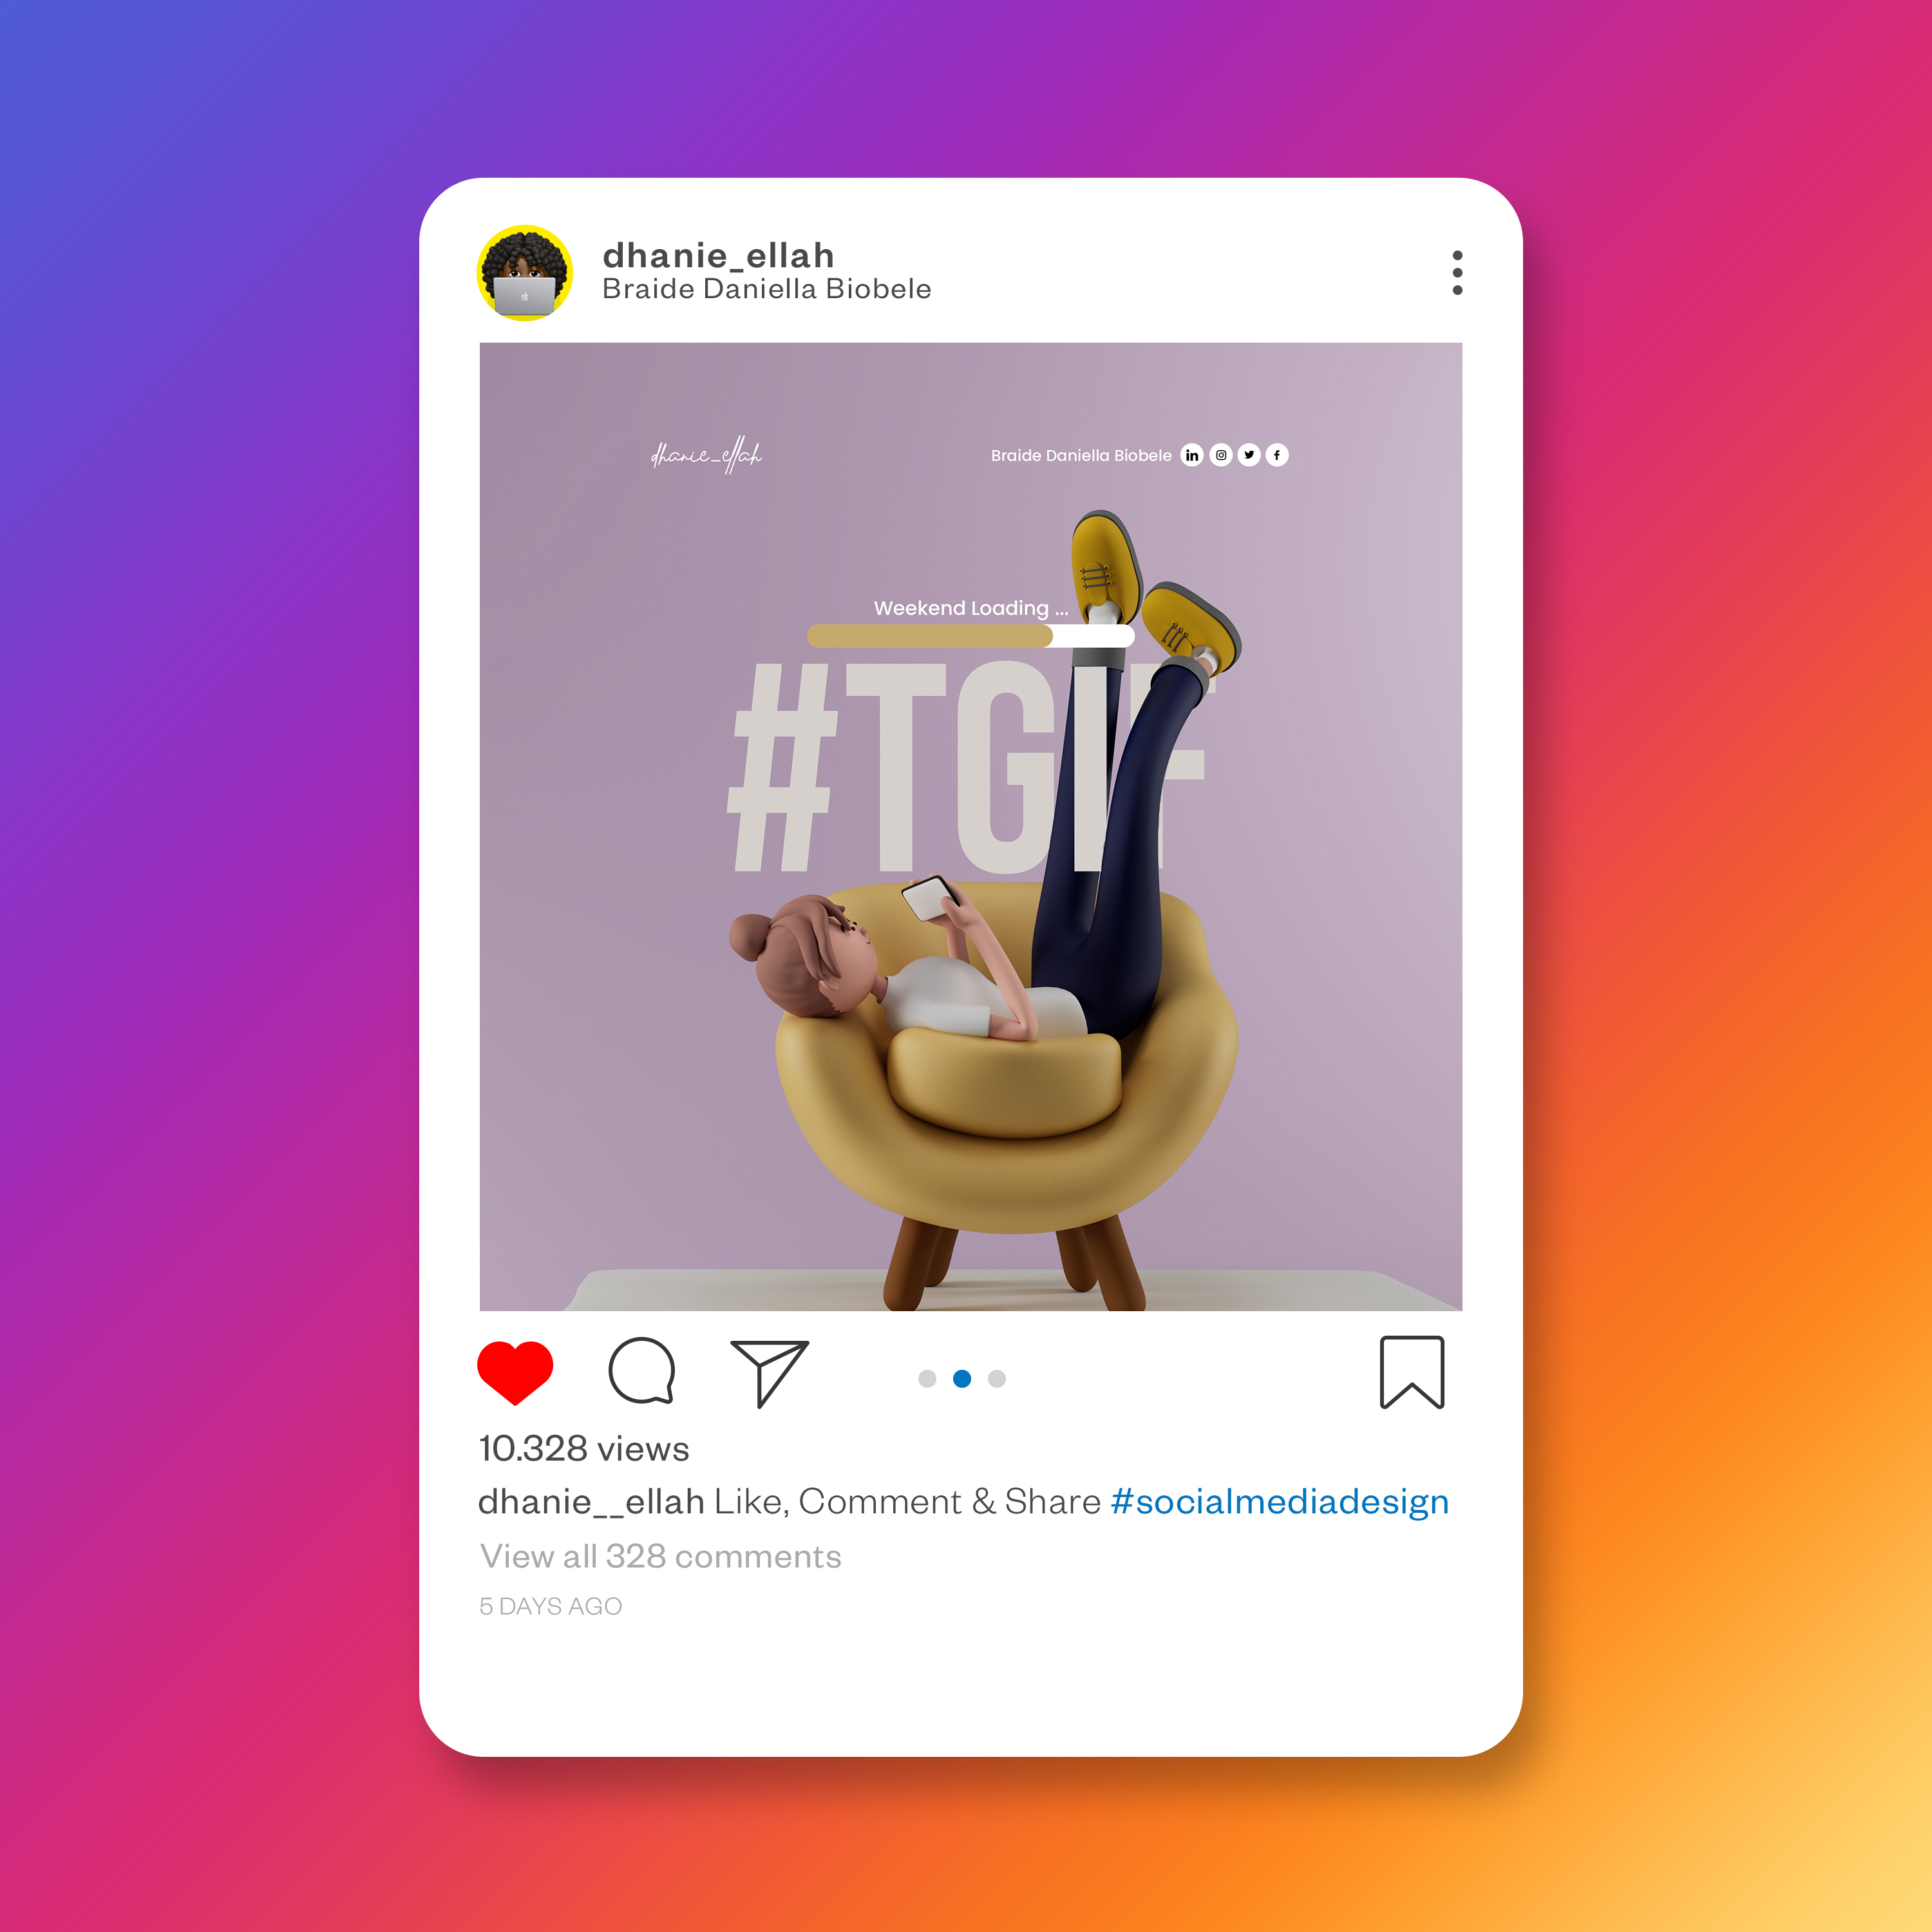 dhanie_ellah
Braide Daniella Biobele
dhanie_ellah
Braide Daniella Biobele
Weekend Loading ...
#TGIF
10.328 views
dhanie__ellah Like, Comment & Share #socialmediadesign
View all 328 comments
5 DAYS AGO